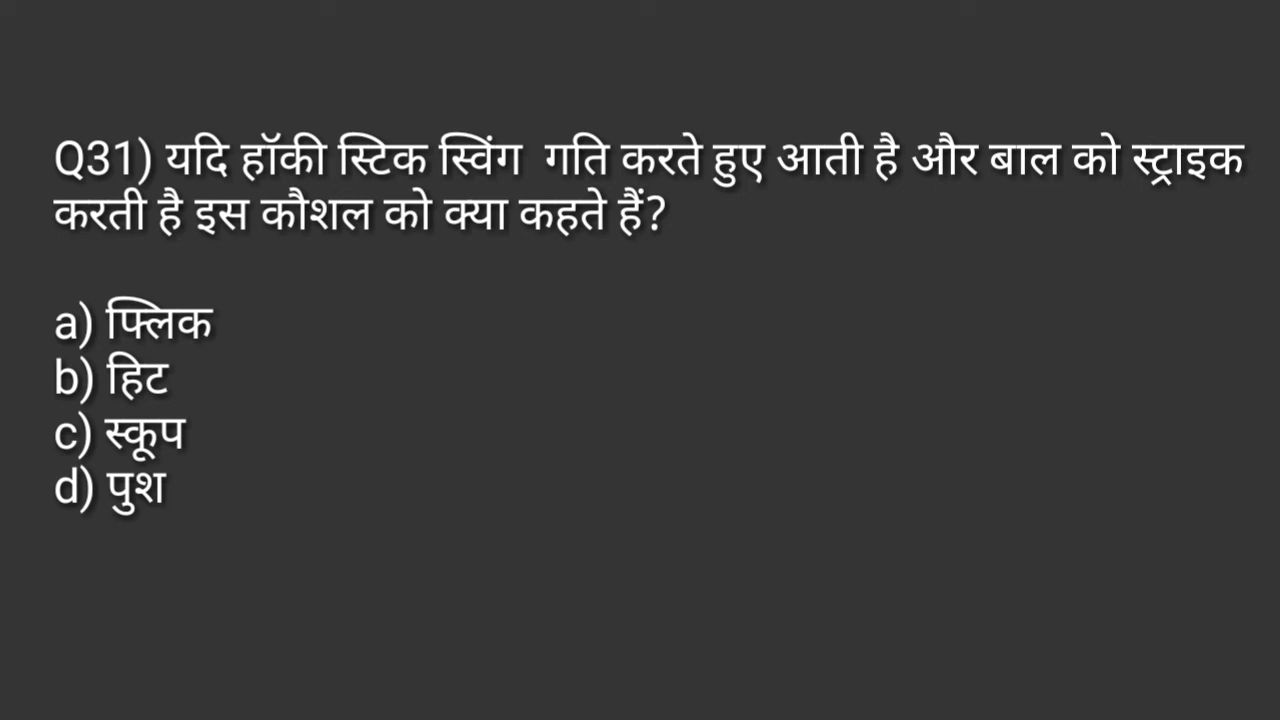 Q31) यदि हॉकी स्टिक स्विंग  गति करते हुए आती है और बाल को स्ट्राइक
करती है इस कौशल को क्या कहते हैं?
a) फ्लिक
b) हिट
c) स्कूप
d) पुश